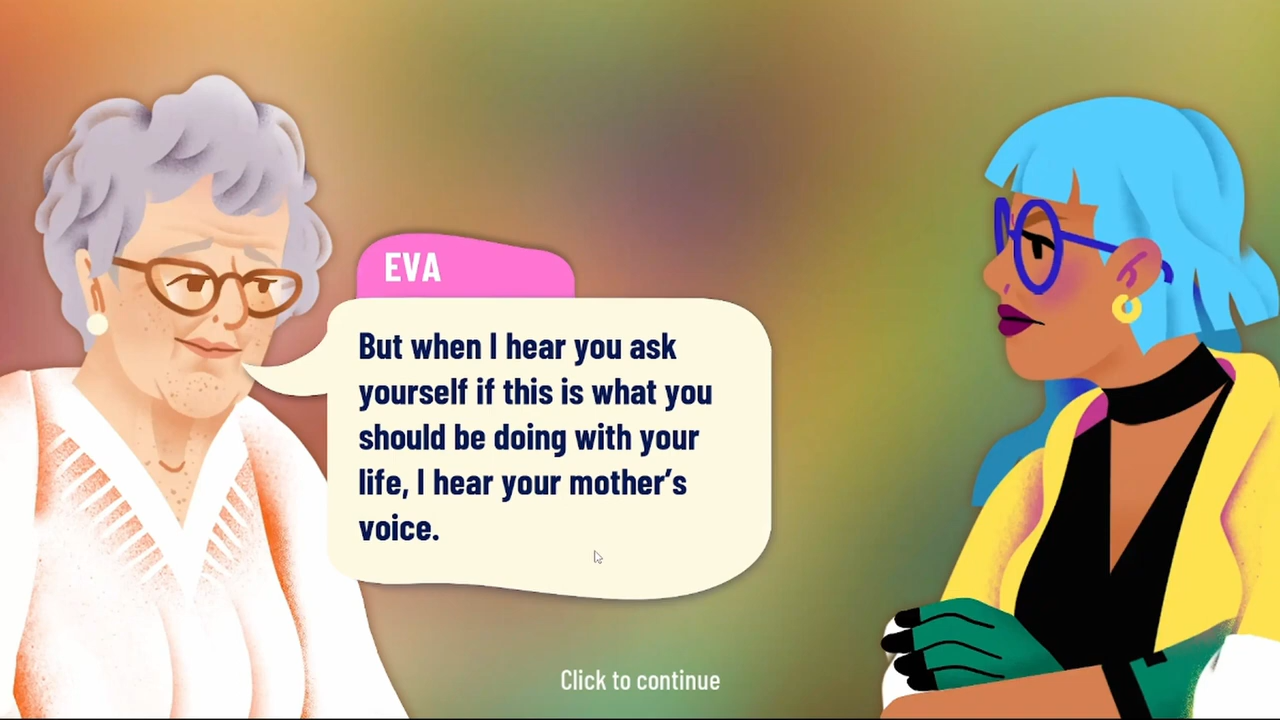 EVA
But when I hear you ask
yourself if this is what you
should be doing with your
life, I hear your mother’s
voice.
Click to continue